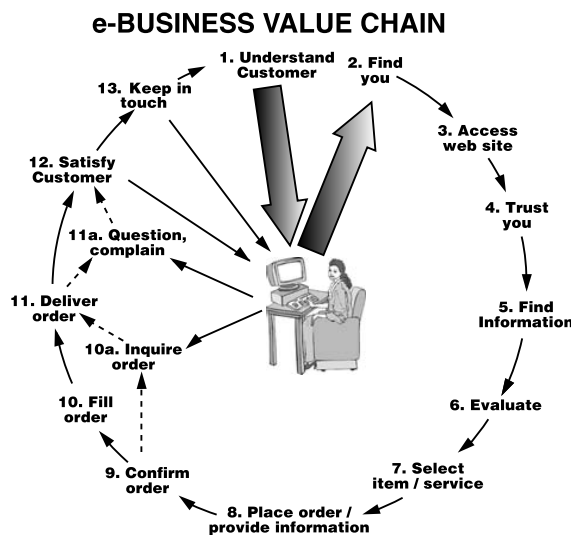 e-BUSINESS VALUE CHAIN
1. Understand
Customer
2. Find
you
3. Access
web site
4. Trust
you
5. Find
Information
6. Evaluate
7. Select
item / service
8. Place order /
provide information
9. Confirm
order
10. Fill
order
10a. Inquire
order
11. Deliver
order
11a. Question,
complain
12. Satisfy
Customer
13. Keep in
touch